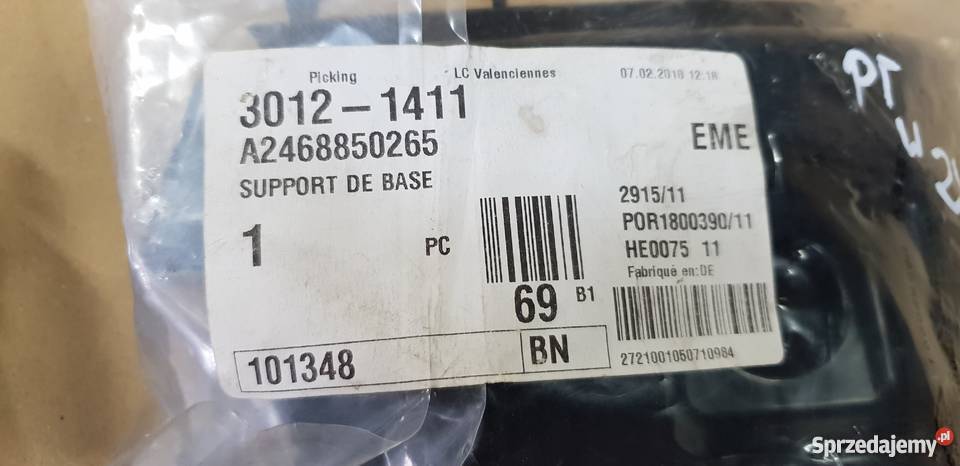 Picking LC Valenciennes 07.02.2018 12:18
3012-1411
A2468850265 EME
SUPPORT DE BASE
2915/11
1 PC POR1800390/11
HE0075 11
Fabriqué en:DE
69 B1
101348 BN
2721001050710984
PT
Sprzedajemy.pl